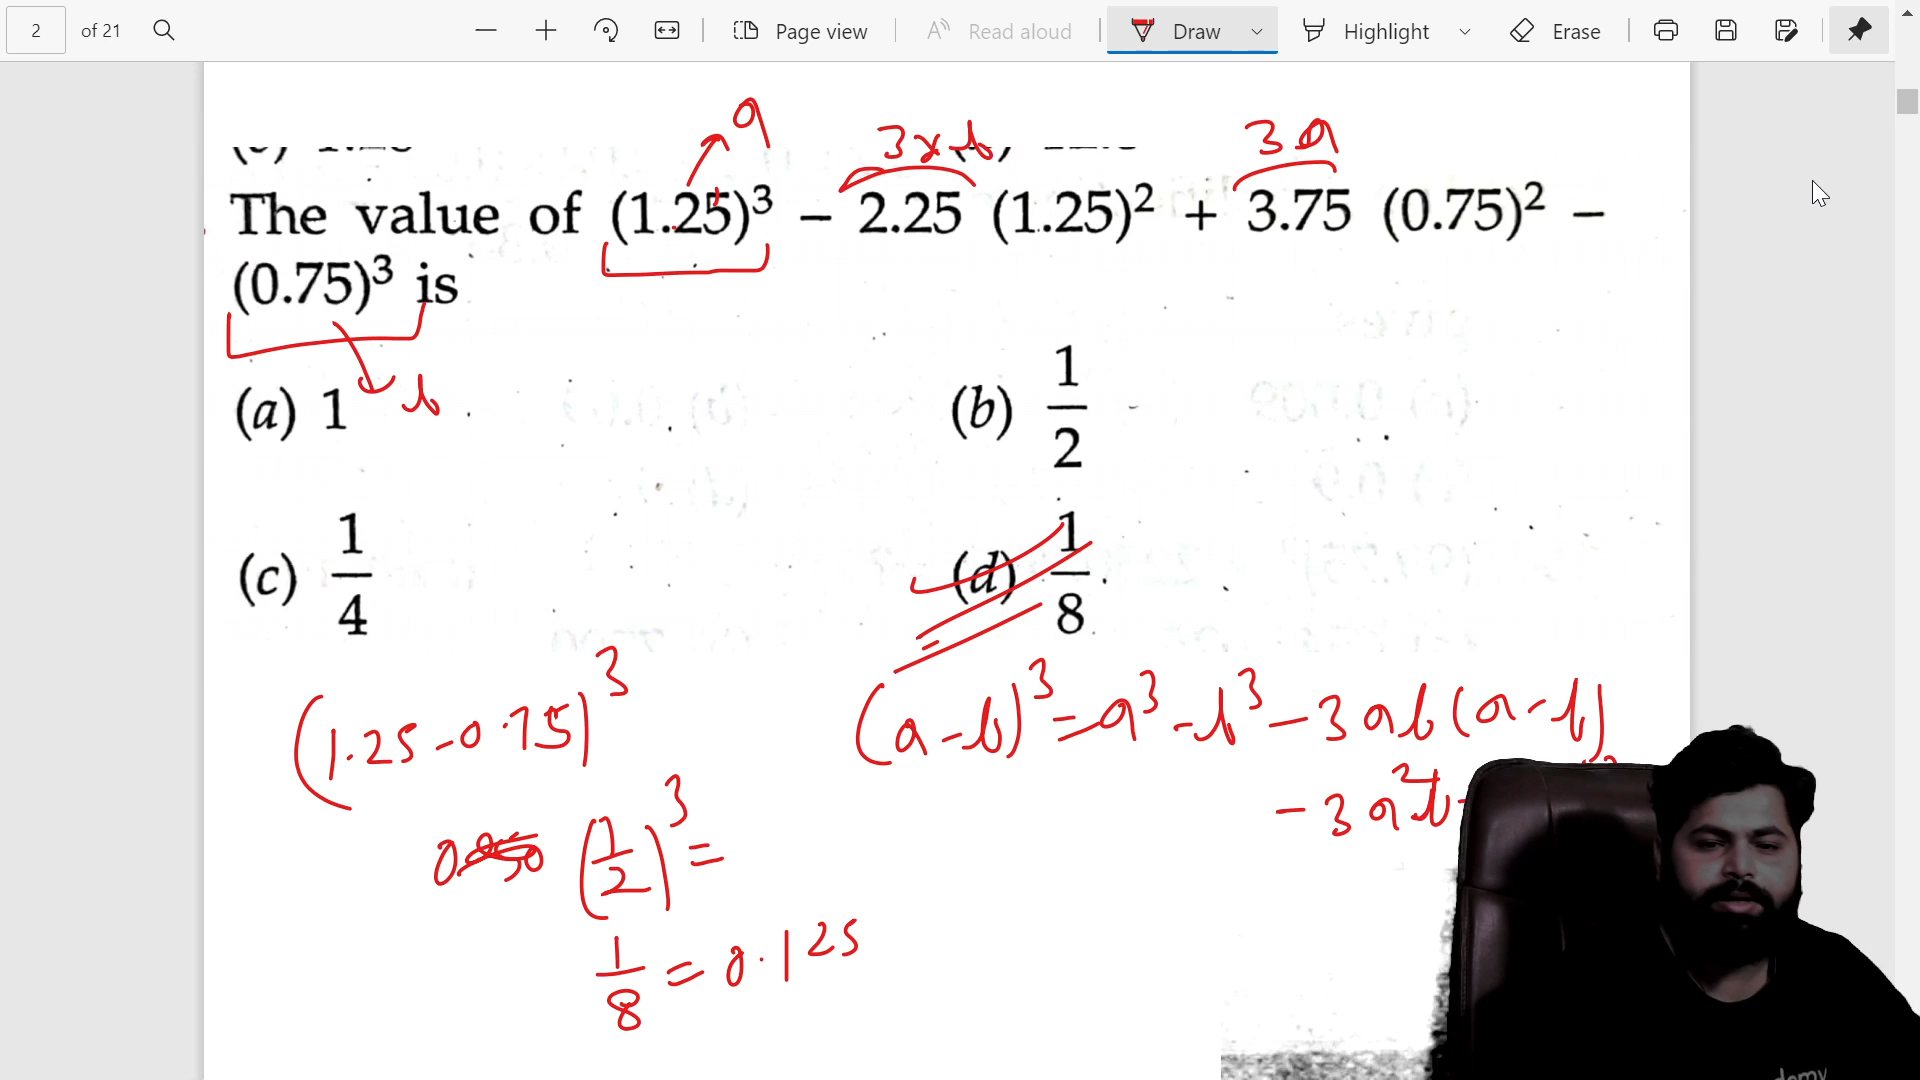 2 of 21 Page view Read aloud Draw Highlight Erase
a 3×b 3a
The value of (1.25)³ – 2.25 (1.25)² + 3.75 (0.75)² –
(0.75)³ is
(a) 1 b (b) 1/2
(c) 1/4 (d) 1/8
(1.25-0.75)³ (a-b)³=a³-b³-3ab(a-b)
-3a²b
(1/2)³=
1/8=0.125